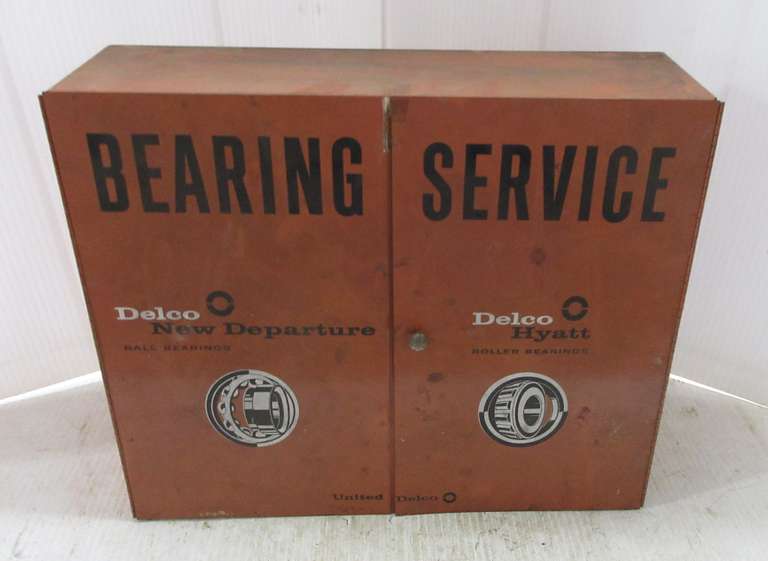 BEARING SERVICE
Delco
New Departure
BALL BEARINGS
Delco
Hyatt
ROLLER BEARINGS
United Delco